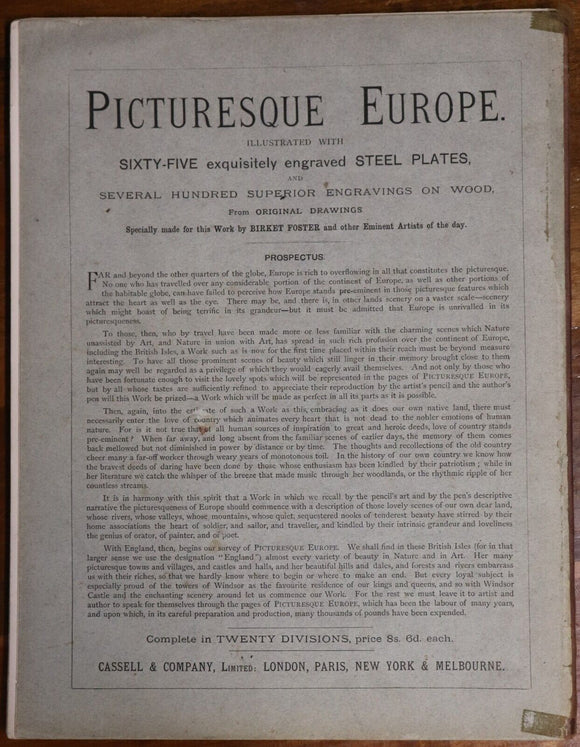 PICTURESQUE EUROPE.
ILLUSTRATED WITH
SIXTY-FIVE exquisitely engraved STEEL PLATES,
AND
SEVERAL HUNDRED SUPERIOR ENGRAVINGS ON WOOD,
From ORIGINAL DRAWINGS
Specially made for this Work by BIRKET FOSTER and other Eminent Artists of the day.
PROSPECTUS
FAR and beyond the other quarters of the globe, Europe is rich to overflowing in all that constitutes the picturesque.
No one who has travelled over any considerable portion of the continent of Europe, as well as other portions of
the habitable globe, can have failed to perceive how Europe stands pre-eminent in those picturesque features which
attract the heart as well as the eye. There may be, and there is, in other lands scenery on a vaster scale—scenery
which might boast of being terrific in its grandeur—but it must be admitted that Europe is unrivalled in its
picturesqueness.
To those, then, who by travel have been made more or less familiar with the charming scenes which Nature
unassisted by Art, and Nature in union with Art, has spread in such rich profusion over the continent of Europe,
including the British Isles, a Work such as is now for the first time placed within their reach must be beyond measure
interesting. To have all those prominent scenes of beauty which still linger in their memory brought close to them
again may well be regarded as a privilege of which they would eagerly avail themselves. And not only by those who
have been fortunate enough to visit the lovely spots which will be represented in the pages of PICTURESQUE EUROPE,
but by all whose tastes are sufficiently refined to appreciate their reproduction by the artist's pencil and the author's
pen will this Work be prized—a Work which will be made as perfect in all its parts as it is possible.
Then, again, into the of such a Work as this, embracing as it does our own native land, there must
necessarily enter the love of country which animates every heart that is not dead to the nobler emotions of human
nature. For is it not true that of all human sources of inspiration to great and heroic deeds, love of country stands
pre-eminent? When far away, and long absent from the familiar scenes of earlier days, the memory of them comes
back mellowed but not diminished in power by distance or by time. The thoughts and recollections of the old country
cheer many a far-off worker through weary years of monotonous toil. In the history of our own country we know how
the bravest deeds of daring have been done by those whose enthusiasm has been kindled by their patriotism; while in
her literature we catch the whisper of the breeze that made music through her woodlands, or the rhythmic ripple of her
countless streams.
It is in harmony with this spirit that a Work in which we recall by the pencil's art and by the pen's descriptive
narrative the picturesqueness of Europe should commence with a description of those lovely scenes of our own dear land,
whose rivers, whose valleys, whose mountains, whose quiet, sequestered nooks of tenderest beauty have stirred by their
home associations the heart of soldier, and sailor, and traveller, and kindled by their intrinsic grandeur and loveliness
the genius of orator, of painter, and of poet.
With England, then, begins our survey of PICTURESQUE EUROPE. We shall find in these British Isles (for in that
larger sense we use the designation "England") almost every variety of beauty in Nature and in Art. Her many
picturesque towns and villages, and castles and halls, and her beautiful hills and dales, and forests and rivers embarrass
us with their riches, so that we hardly know where to begin or where to make an end. But every loyal subject is
especially proud of the towers of Windsor as the favourite residence of our kings and queens, and so with Windsor
Castle and the enchanting scenery around let us commence our Work. For the rest we must leave it to artist and
author to speak for themselves through the pages of PICTURESQUE EUROPE, which has been the labour of many years,
and upon which, in its careful preparation and production, many thousands of pounds have been expended.
Complete in TWENTY DIVISIONS, price 8s. 6d. each.
CASSELL & COMPANY, LIMITED: LONDON, PARIS, NEW YORK & MELBOURNE.